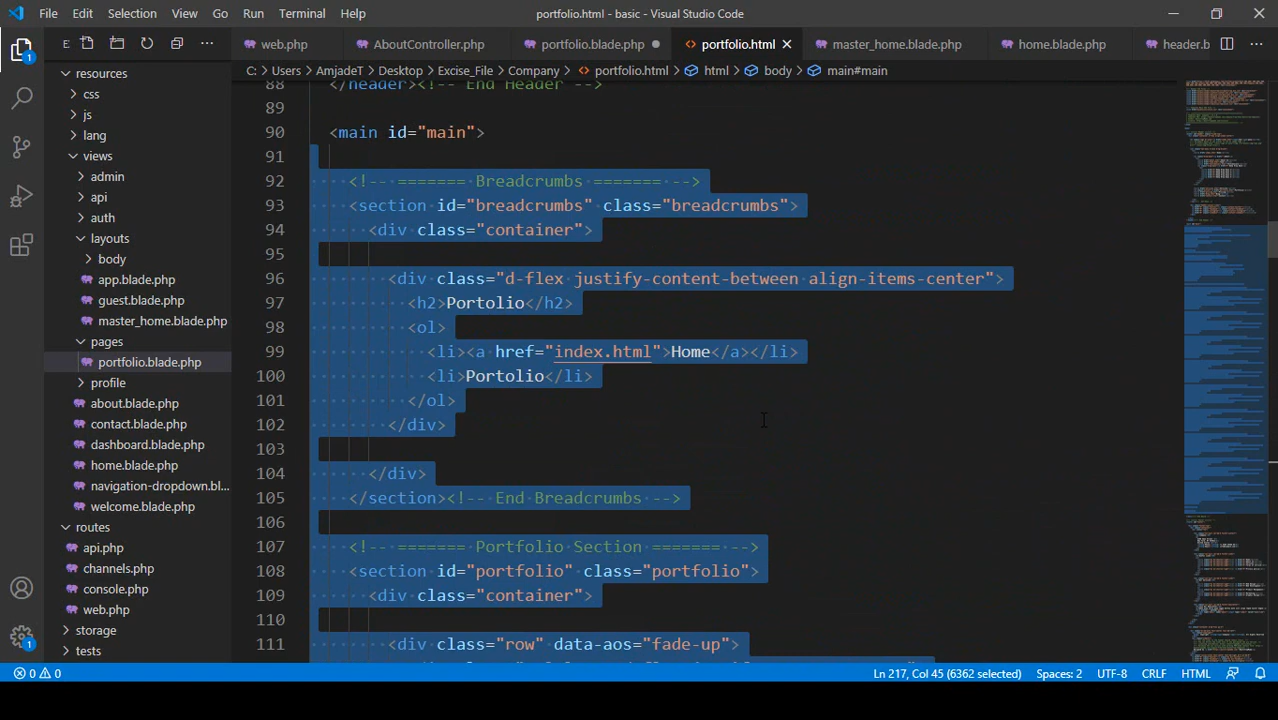 File Edit Selection View Go Run Terminal Help portfolio.html - basic - Visual Studio Code
E web.php AboutController.php portfolio.blade.php portfolio.html master_home.blade.php home.blade.php header.b
C: > Users > AmjadeT > Desktop > Excise_File > Company > portfolio.html > html > body > main#main
resources
css
js
lang
views
admin
api
auth
layouts
body
app.blade.php
guest.blade.php
master_home.blade.php
pages
portfolio.blade.php
profile
about.blade.php
contact.blade.php
dashboard.blade.php
home.blade.php
navigation-dropdown.bl...
welcome.blade.php
routes
api.php
channels.php
console.php
web.php
storage
tests
88 </header><!-- End Header -->
89
90 <main id="main">
91
92 <!-- ======= Breadcrumbs ======= -->
93 <section id="breadcrumbs" class="breadcrumbs">
94 <div class="container">
95
96 <div class="d-flex justify-content-between align-items-center">
97 <h2>Portolio</h2>
98 <ol>
99 <li><a href="index.html">Home</a></li>
100 <li>Portolio</li>
101 </ol>
102 </div>
103
104 </div>
105 </section><!-- End Breadcrumbs -->
106
107 <!-- ======= Portfolio Section ======= -->
108 <section id="portfolio" class="portfolio">
109 <div class="container">
110
111 <div class="row" data-aos="fade-up">
1
1
0 0 Ln 217, Col 45 (6362 selected) Spaces: 2 UTF-8 CRLF HTML